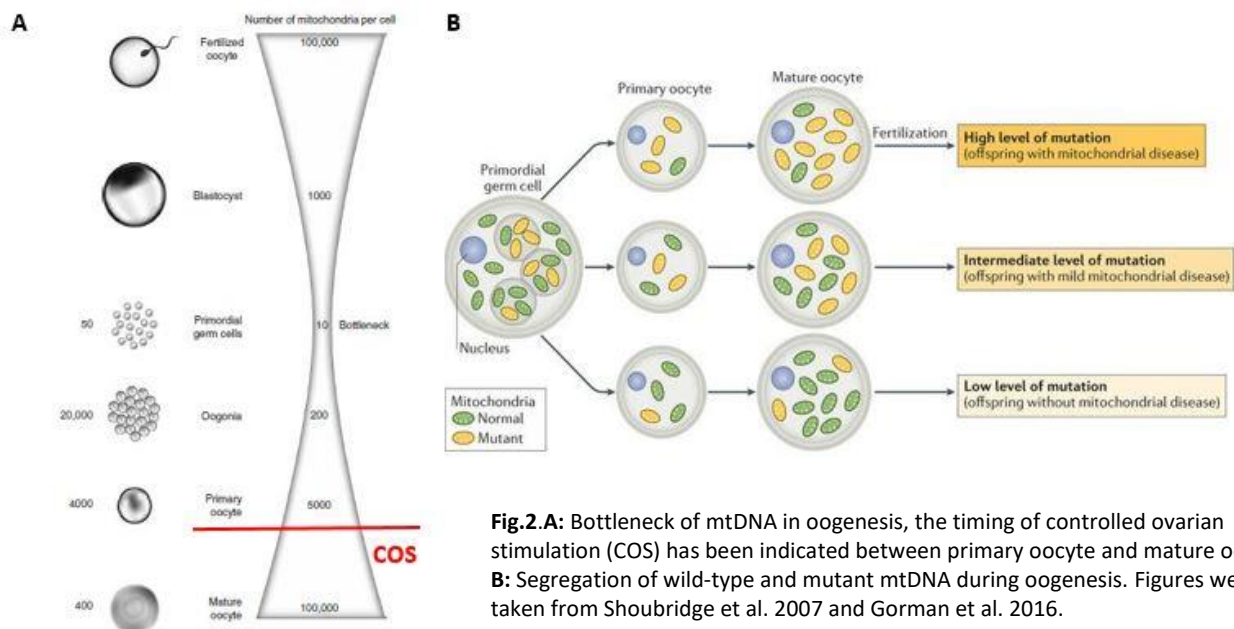 A
Number of mitochondria per cell
Fertilized
oocyte
100,000
Blastocyst
1000
50
Primordial
germ cells
10
Bottleneck
20,000
Oogonia
200
4000
Primary
oocyte
5000
COS
400
Mature
oocyte
100,000
B
Primary oocyte
Mature oocyte
Fertilization
Primordial
germ cell
Nucleus
High level of mutation
(offspring with mitochondrial disease)
Intermediate level of mutation
(offspring with mild mitochondrial disease)
Low level of mutation
(offspring without mitochondrial disease)
Mitochondria
Normal
Mutant
Fig.2.A: Bottleneck of mtDNA in oogenesis, the timing of controlled ovarian
stimulation (COS) has been indicated between primary oocyte and mature
B: Segregation of wild-type and mutant mtDNA during oogenesis. Figures
taken from Shoubridge et al. 2007 and Gorman et al. 2016.